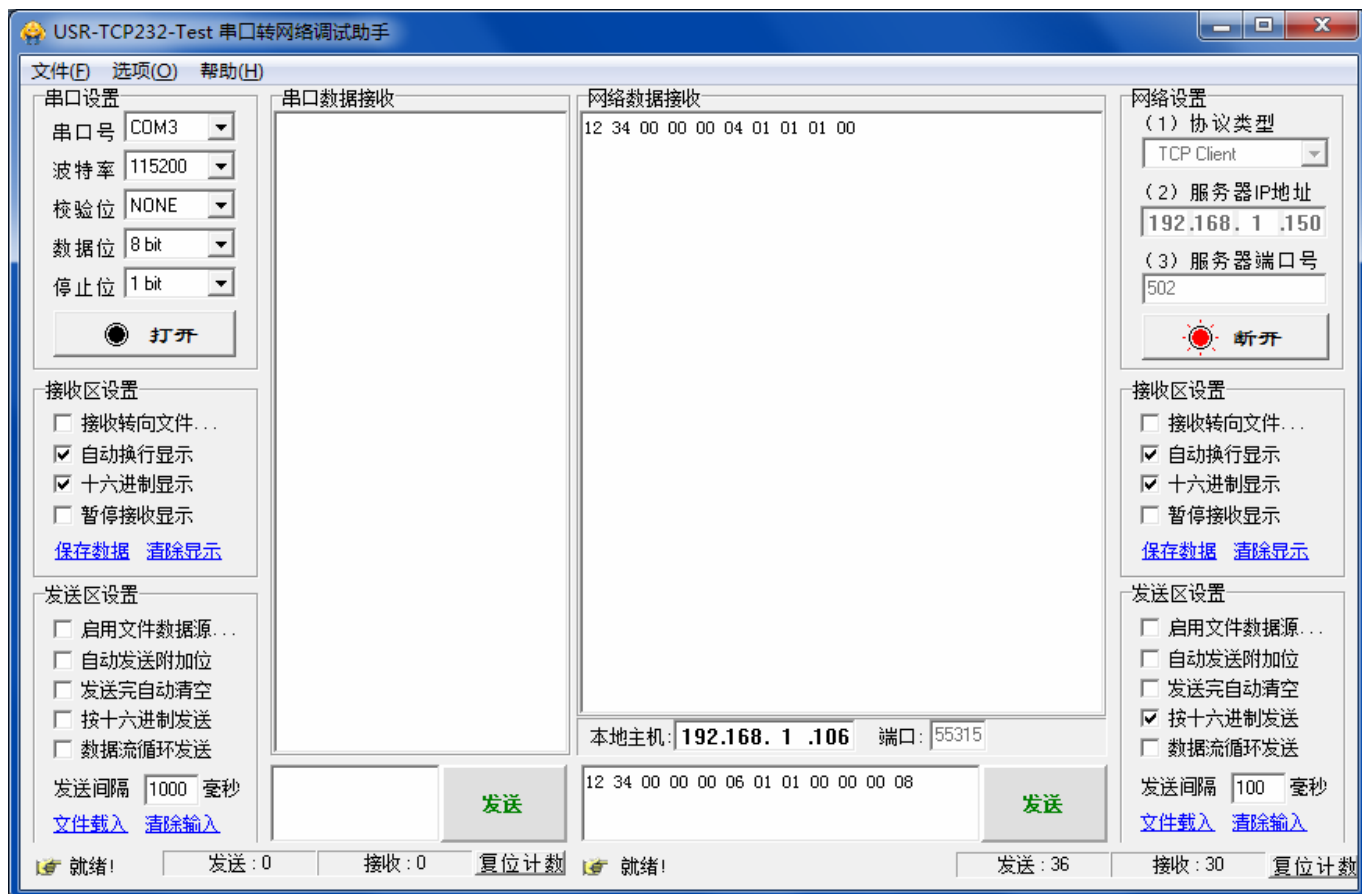 USR-TCP232-Test 串口转网络调试助手
文件(F) 选项(O) 帮助(H)
串口设置
串口号 COM3
波特率 115200
校验位 NONE
数据位 8 bit
停止位 1 bit
打开
接收区设置
接收转向文件...
自动换行显示
十六进制显示
暂停接收显示
保存数据 清除显示
发送区设置
启用文件数据源...
自动发送附加位
发送完自动清空
按十六进制发送
数据流循环发送
发送间隔 1000 毫秒
文件载入 清除输入
串口数据接收
发送
网络数据接收
12 34 00 00 00 04 01 01 01 00
本地主机: 192.168. 1 .106 端口: 55315
12 34 00 00 00 06 01 01 00 00 00 08
发送
网络设置
(1) 协议类型
TCP Client
(2) 服务器IP地址
192.168. 1 .150
(3) 服务器端口号
502
断开
接收区设置
接收转向文件...
自动换行显示
十六进制显示
暂停接收显示
保存数据 清除显示
发送区设置
启用文件数据源...
自动发送附加位
发送完自动清空
按十六进制发送
数据流循环发送
发送间隔 100 毫秒
文件载入 清除输入
就绪! 发送:0 接收:0 复位计数 就绪! 发送:36 接收:30 复位计数